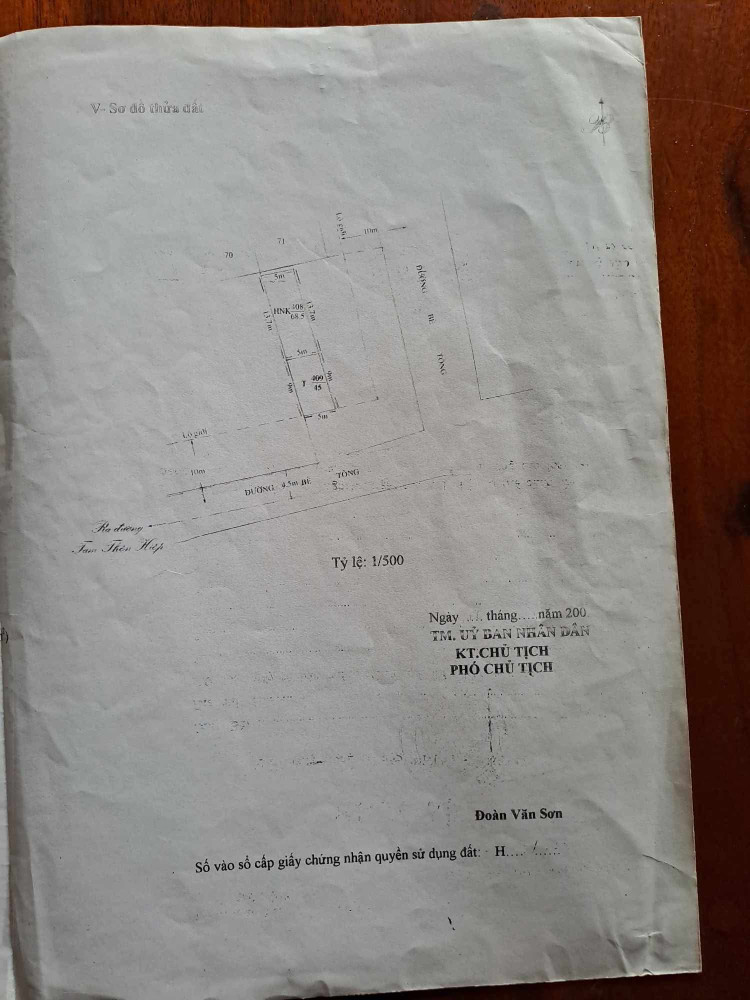 V- Sơ đồ thửa đất
Lộ giới
10m
70
71
5m
HNK 408
68.5
13.7m
13.7m
5m
9m
T 409
45
9m
5m
ĐƯỜNG BÊ TÔNG
Lộ giới
10m
ĐƯỜNG 4.5m BÊ TÔNG
Ra đường
Tam Thôn Hiệp
Tỷ lệ: 1/500
Ngày ..... tháng.....năm 200
TM. UỶ BAN NHÂN DÂN
KT.CHỦ TỊCH
PHÓ CHỦ TỊCH
Đoàn Văn Sơn
Số vào sổ cấp giấy chứng nhận quyền sử dụng đất: H.........